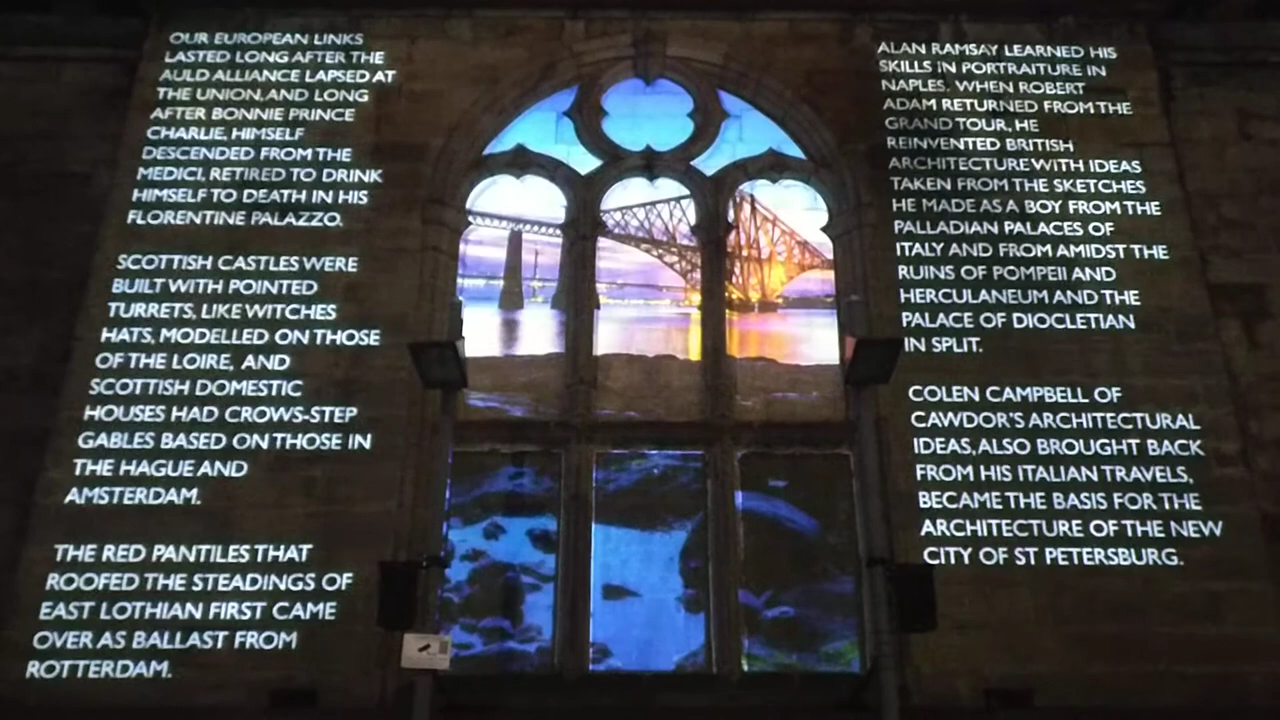 OUR EUROPEAN LINKS
LASTED LONG AFTER THE
AULD ALLIANCE LAPSED AT
THE UNION, AND LONG
AFTER BONNIE PRINCE
CHARLIE, HIMSELF
DESCENDED FROM THE
MEDICI, RETIRED TO DRINK
HIMSELF TO DEATH IN HIS
FLORENTINE PALAZZO.
SCOTTISH CASTLES WERE
BUILT WITH POINTED
TURRETS, LIKE WITCHES
HATS, MODELLED ON THOSE
OF THE LOIRE, AND
SCOTTISH DOMESTIC
HOUSES HAD CROWS-STEP
GABLES BASED ON THOSE IN
THE HAGUE AND
AMSTERDAM.
THE RED PANTILES THAT
ROOFED THE STEADINGS OF
EAST LOTHIAN FIRST CAME
OVER AS BALLAST FROM
ROTTERDAM.
ALAN RAMSAY LEARNED HIS
SKILLS IN PORTRAITURE IN
NAPLES. WHEN ROBERT
ADAM RETURNED FROM THE
GRAND TOUR, HE
REINVENTED BRITISH
ARCHITECTURE WITH IDEAS
TAKEN FROM THE SKETCHES
HE MADE AS A BOY FROM THE
PALLADIAN PALACES OF
ITALY AND FROM AMIDST THE
RUINS OF POMPEII AND
HERCULANEUM AND THE
PALACE OF DIOCLETIAN
IN SPLIT.
COLEN CAMPBELL OF
CAWDOR'S ARCHITECTURAL
IDEAS, ALSO BROUGHT BACK
FROM HIS ITALIAN TRAVELS,
BECAME THE BASIS FOR THE
ARCHITECTURE OF THE NEW
CITY OF ST PETERSBURG.